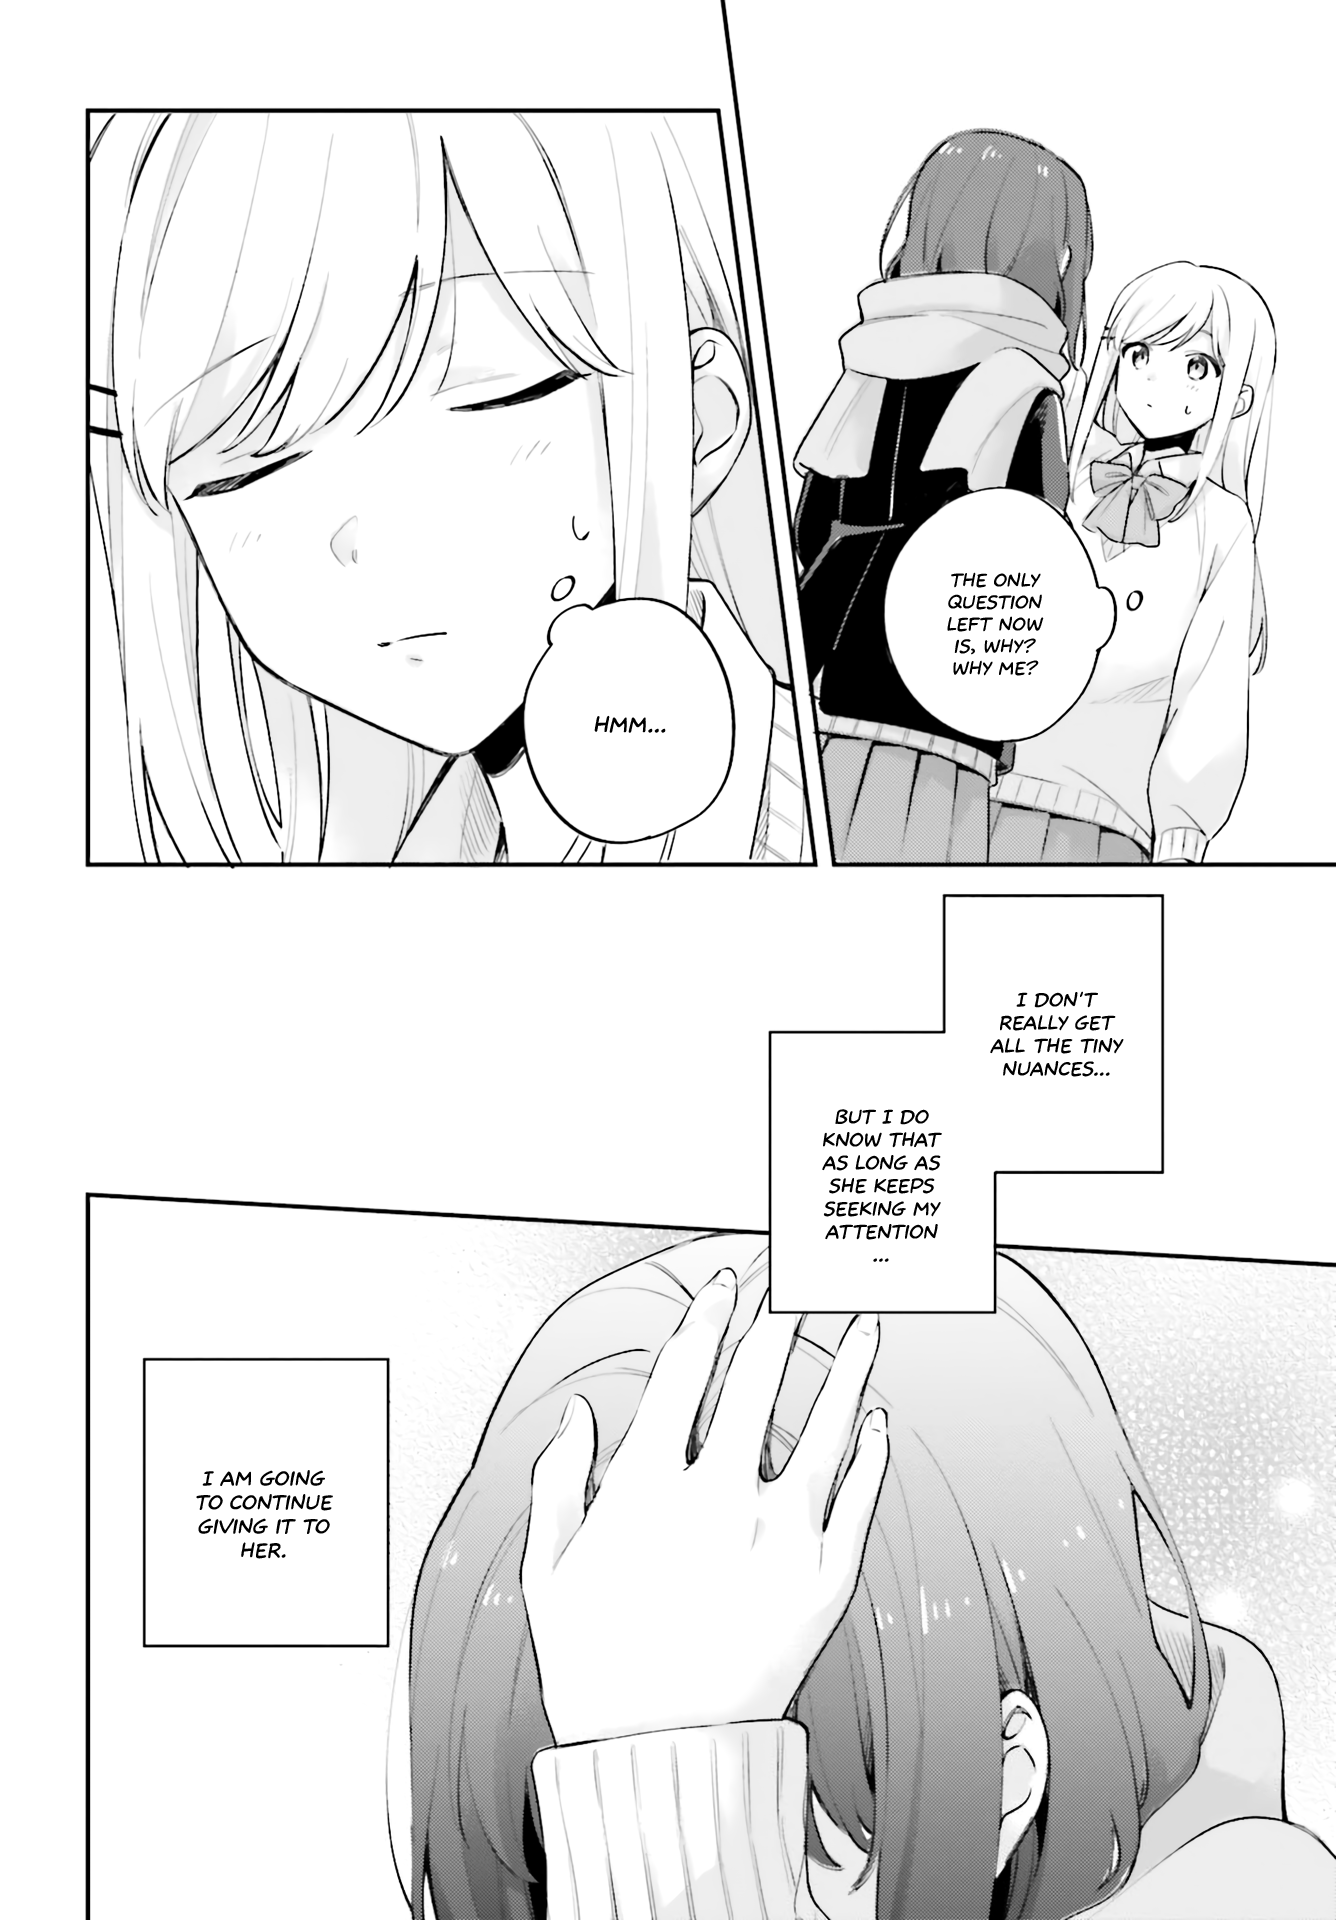 THE ONLY
QUESTION
LEFT NOW
IS, WHY?
WHY ME?
HMM...
I DON'T
REALLY GET
ALL THE TINY
NUANCES...
BUT I DO
KNOW THAT
AS LONG AS
SHE KEEPS
SEEKING MY
ATTENTION
...
I AM GOING
TO CONTINUE
GIVING IT TO
HER.